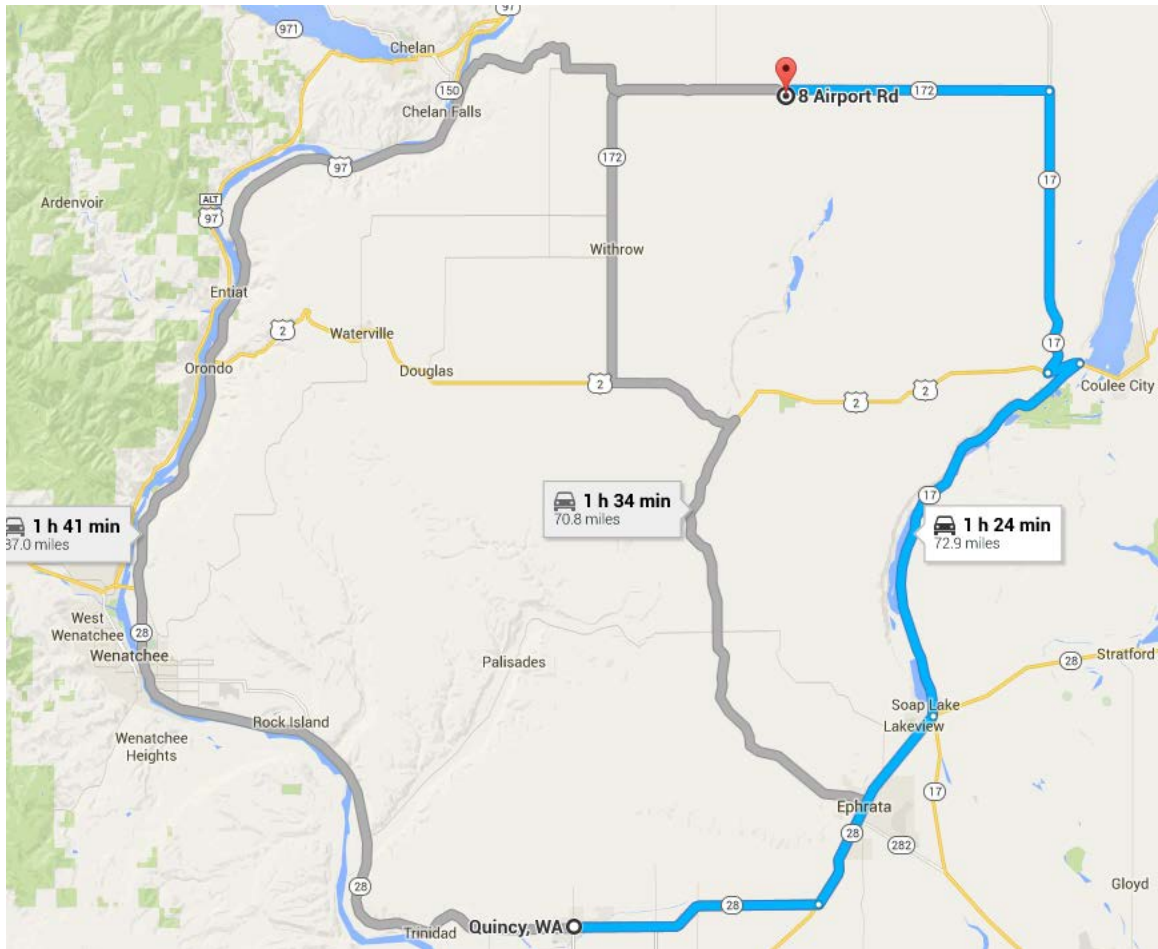 97
971
Chelan
150
Chelan Falls
8 Airport Rd
172
172
97
17
Ardenvoir
ALT
97
Withrow
Entiat
2
Waterville
17
Orondo
Douglas
2
Coulee City
2
2
17
1 h 34 min
70.8 miles
1 h 41 min
37.0 miles
1 h 24 min
72.9 miles
West
Wenatchee
28
Wenatchee
Palisades
28
Stratford
Soap Lake
Lakeview
Rock Island
Wenatchee
Heights
17
Ephrata
28
282
28
Gloyd
28
Quincy, WA
Trinidad